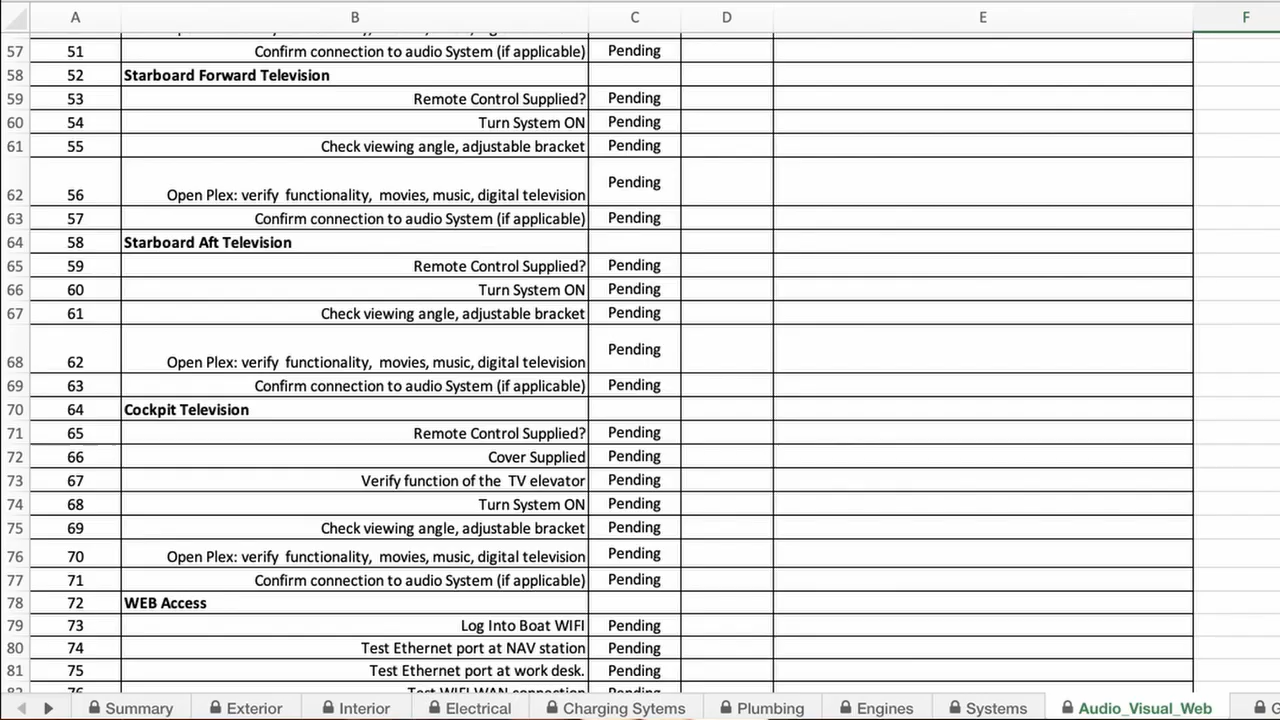 A B C D E F
57 51 Confirm connection to audio System (if applicable) Pending
58 52 Starboard Forward Television
59 53 Remote Control Supplied? Pending
60 54 Turn System ON Pending
61 55 Check viewing angle, adjustable bracket Pending
62 56 Open Plex: verify functionality, movies, music, digital television Pending
63 57 Confirm connection to audio System (if applicable) Pending
64 58 Starboard Aft Television
65 59 Remote Control Supplied? Pending
66 60 Turn System ON Pending
67 61 Check viewing angle, adjustable bracket Pending
68 62 Open Plex: verify functionality, movies, music, digital television Pending
69 63 Confirm connection to audio System (if applicable) Pending
70 64 Cockpit Television
71 65 Remote Control Supplied? Pending
72 66 Cover Supplied Pending
73 67 Verify function of the TV elevator Pending
74 68 Turn System ON Pending
75 69 Check viewing angle, adjustable bracket Pending
76 70 Open Plex: verify functionality, movies, music, digital television Pending
77 71 Confirm connection to audio System (if applicable) Pending
78 72 WEB Access
79 73 Log Into Boat WIFI Pending
80 74 Test Ethernet port at NAV station Pending
81 75 Test Ethernet port at work desk. Pending
82 76 Test WIFI WAN connection Pending
Summary Exterior Interior Electrical Charging Sytems Plumbing Engines Systems Audio_Visual_Web